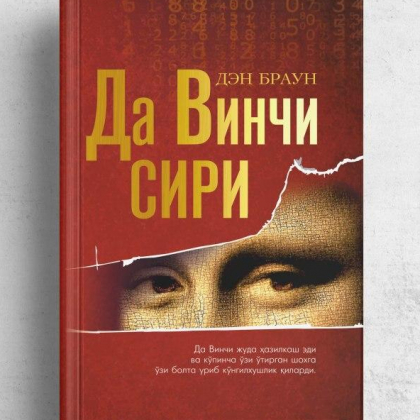 ДЭН БРАУН
Да Винчи
СИРИ
Да Винчи жуда ҳазилкаш эди
ва кўпинча ўзи ўтирган шохга
ўзи болта уриб кўнгилхушлик қиларди.